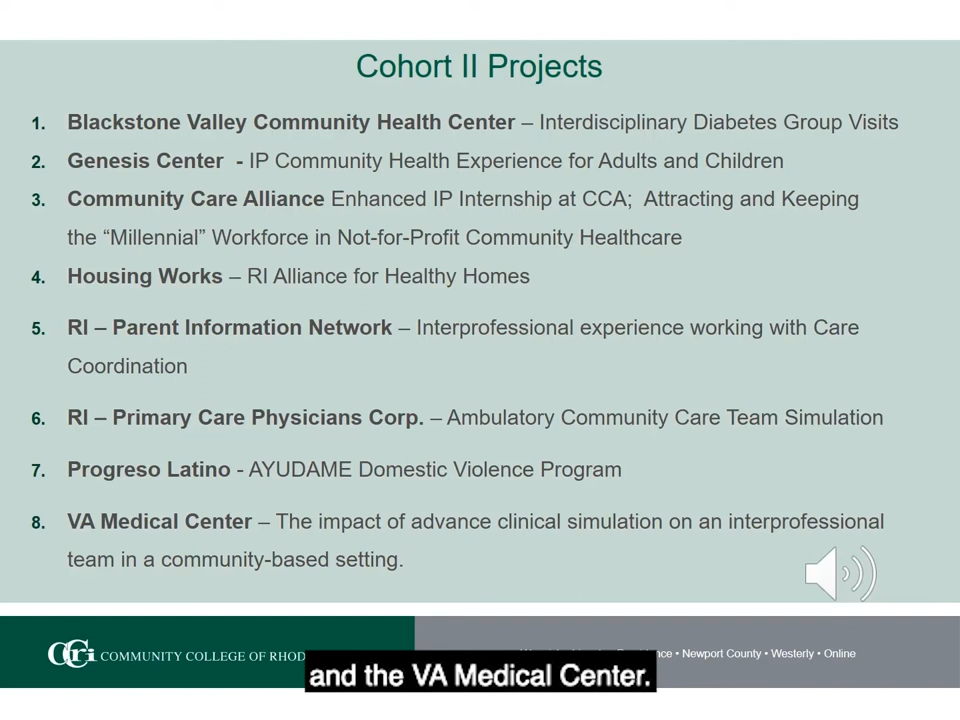 Cohort II Projects
1. Blackstone Valley Community Health Center – Interdisciplinary Diabetes Group Visits
2. Genesis Center - IP Community Health Experience for Adults and Children
3. Community Care Alliance Enhanced IP Internship at CCA; Attracting and Keeping
the “Millennial” Workforce in Not-for-Profit Community Healthcare
4. Housing Works – RI Alliance for Healthy Homes
5. RI – Parent Information Network – Interprofessional experience working with Care
Coordination
6. RI – Primary Care Physicians Corp. – Ambulatory Community Care Team Simulation
7. Progreso Latino - AYUDAME Domestic Violence Program
8. VA Medical Center – The impact of advance clinical simulation on an interprofessional
team in a community-based setting.
CCri COMMUNITY COLLEGE OF RHOD
• Newport County • Westerly • Online
and the VA Medical Center.